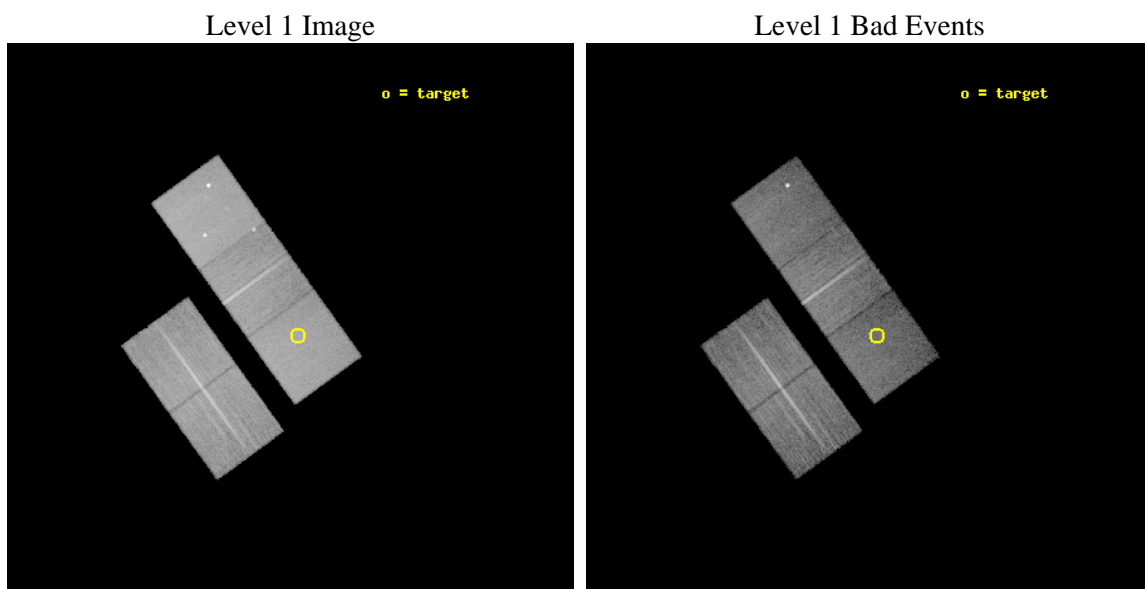 Level 1 Image
Level 1 Bad Events
o = target
o = target